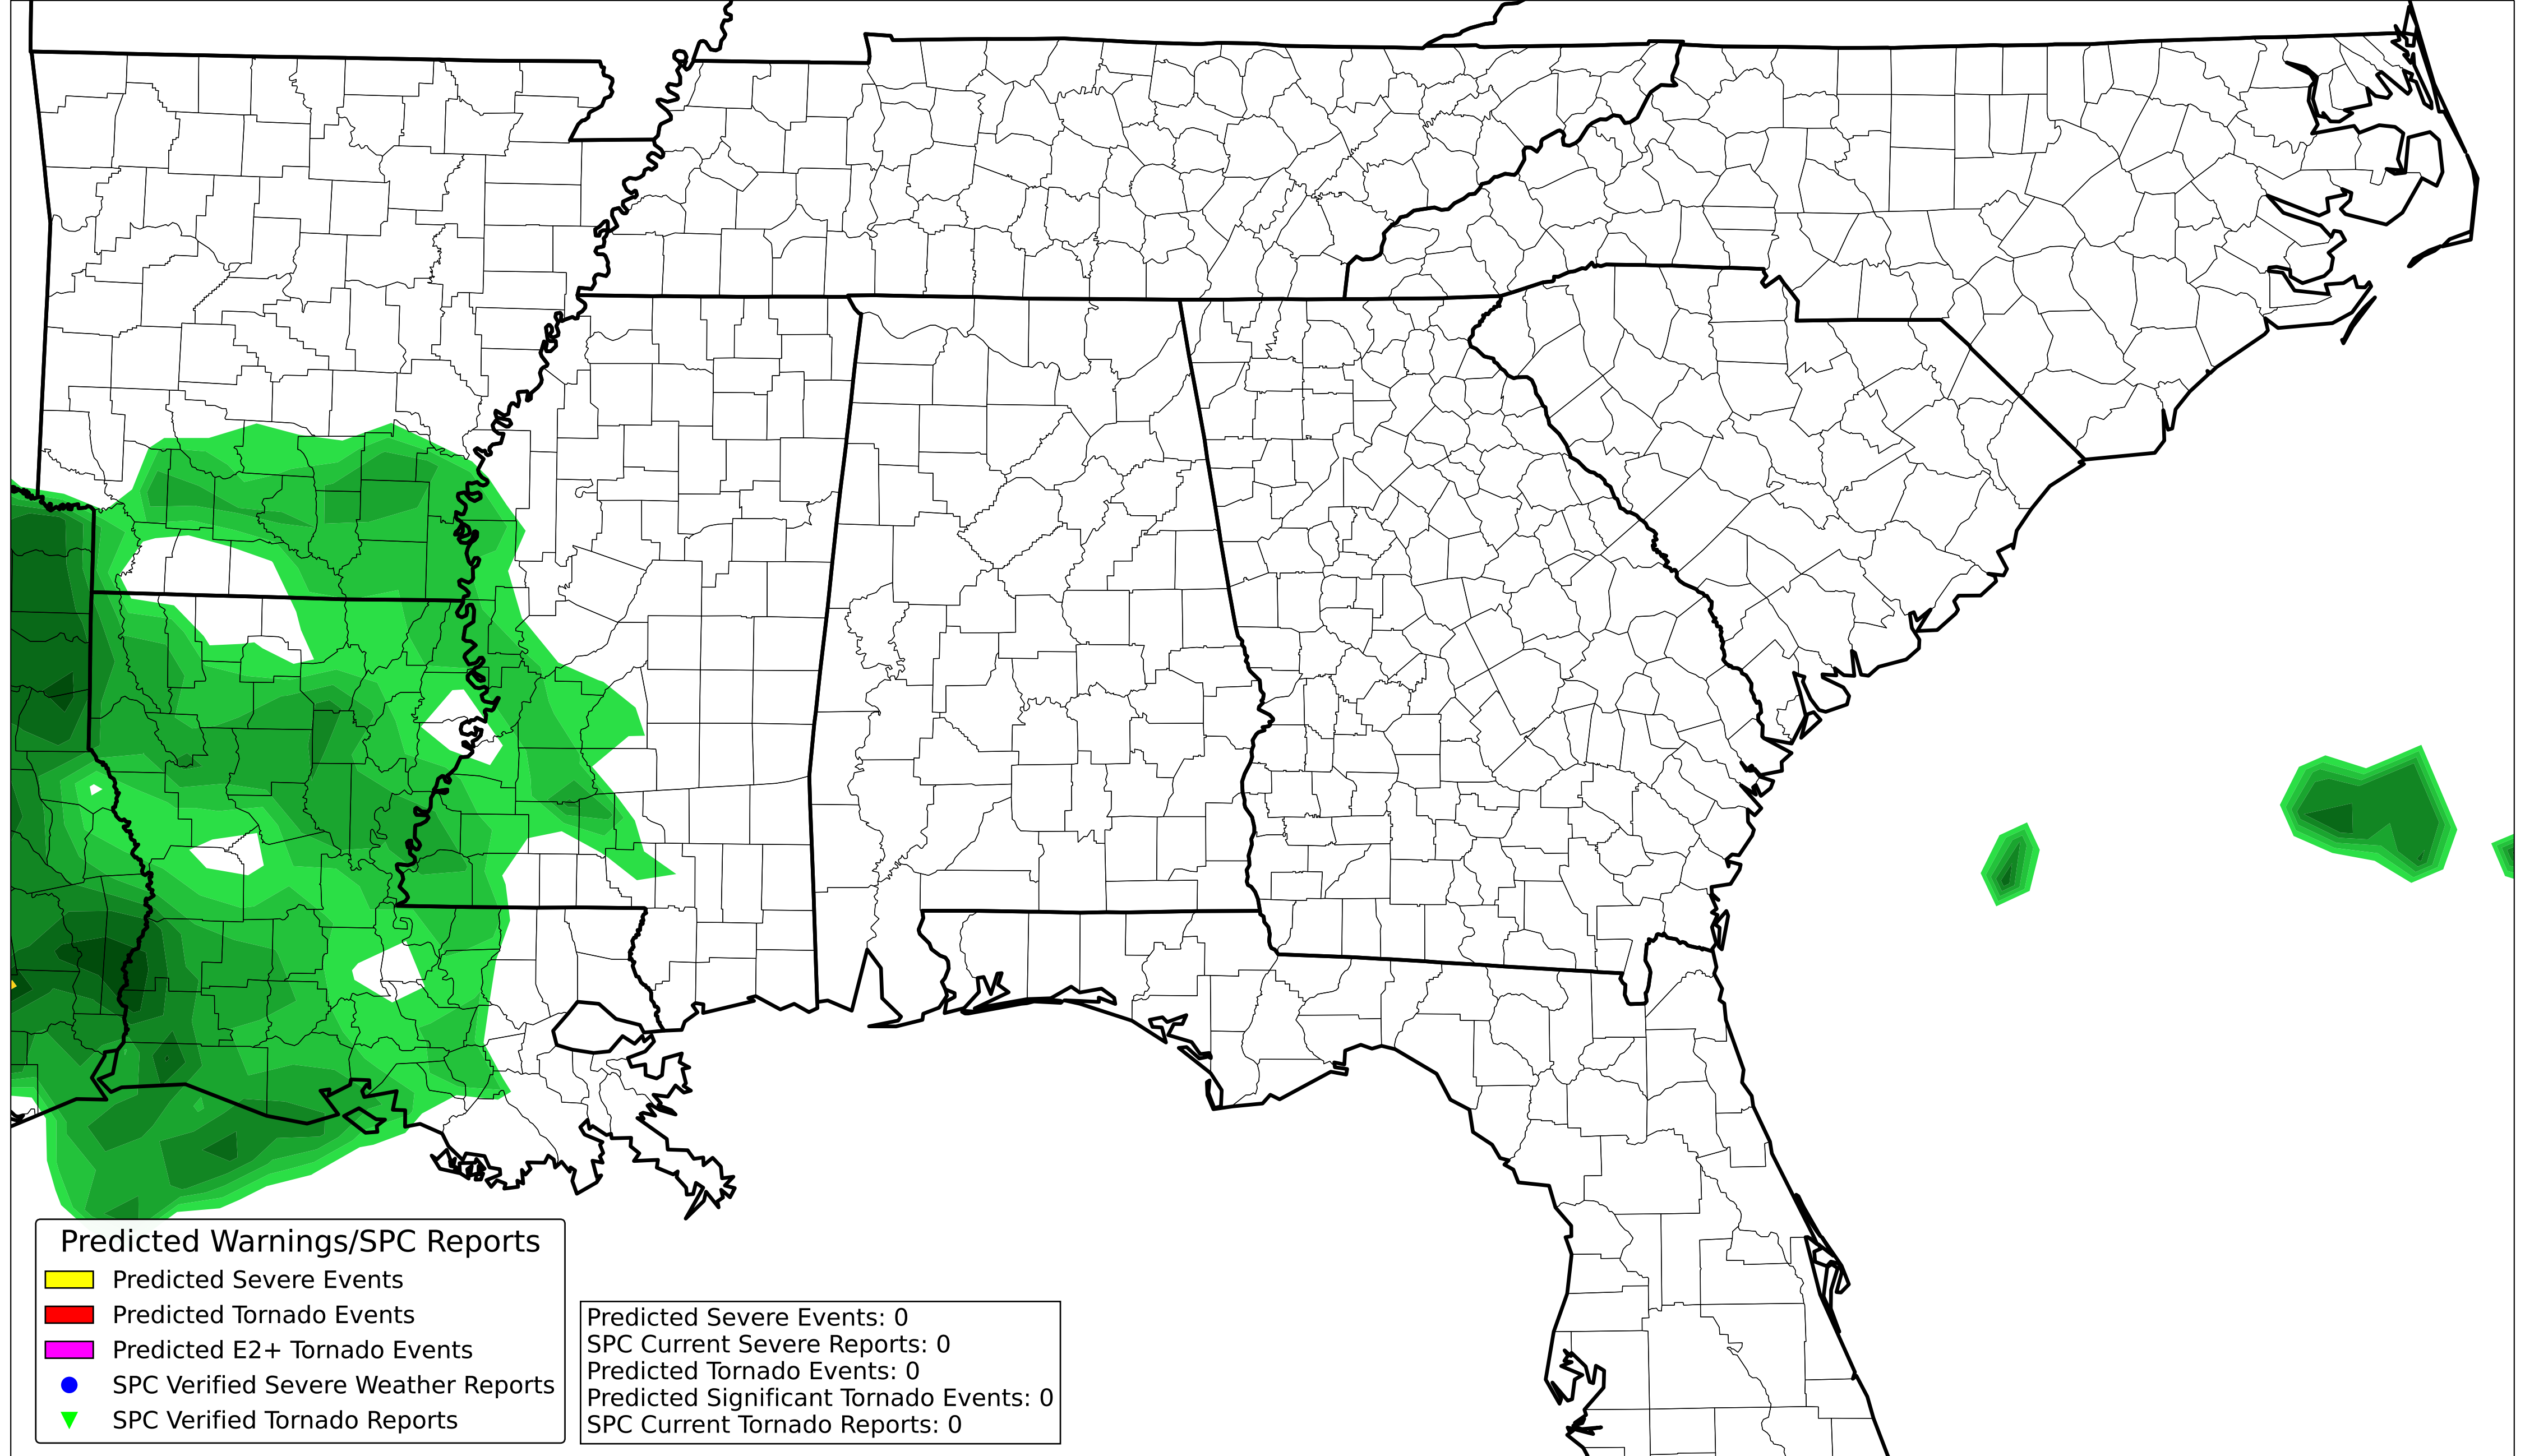 Predicted Warnings/SPC Reports
Predicted Severe Events
Predicted Tornado Events
Predicted E2+ Tornado Events
SPC Verified Severe Weather Reports
SPC Verified Tornado Reports
Predicted Severe Events: 0
SPC Current Severe Reports: 0
Predicted Tornado Events: 0
Predicted Significant Tornado Events: 0
SPC Current Tornado Reports: 0